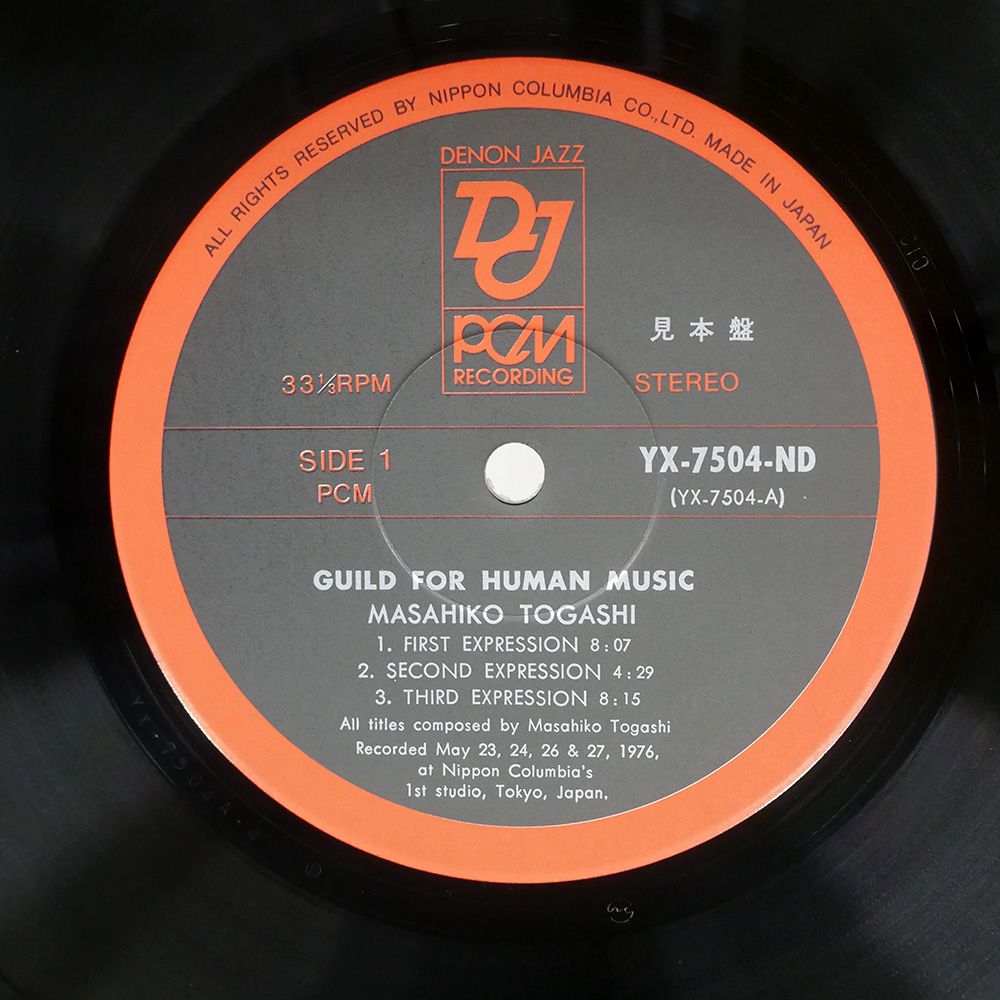 ALL RIGHTS RESERVED BY NIPPON COLUMBIA CO.,LTD. MADE IN JAPAN
DENON JAZZ
DJ
PCM
RECORDING
見本盤
33⅓RPM
STEREO
SIDE 1
PCM
YX-7504-ND
(YX-7504-A)
GUILD FOR HUMAN MUSIC
MASAHIKO TOGASHI
1. FIRST EXPRESSION 8:07
2. SECOND EXPRESSION 4:29
3. THIRD EXPRESSION 8:15
All titles composed by Masahiko Togashi
Recorded May 23, 24, 26 & 27, 1976,
at Nippon Columbia's
1st studio, Tokyo, Japan.
YX-7504A-4